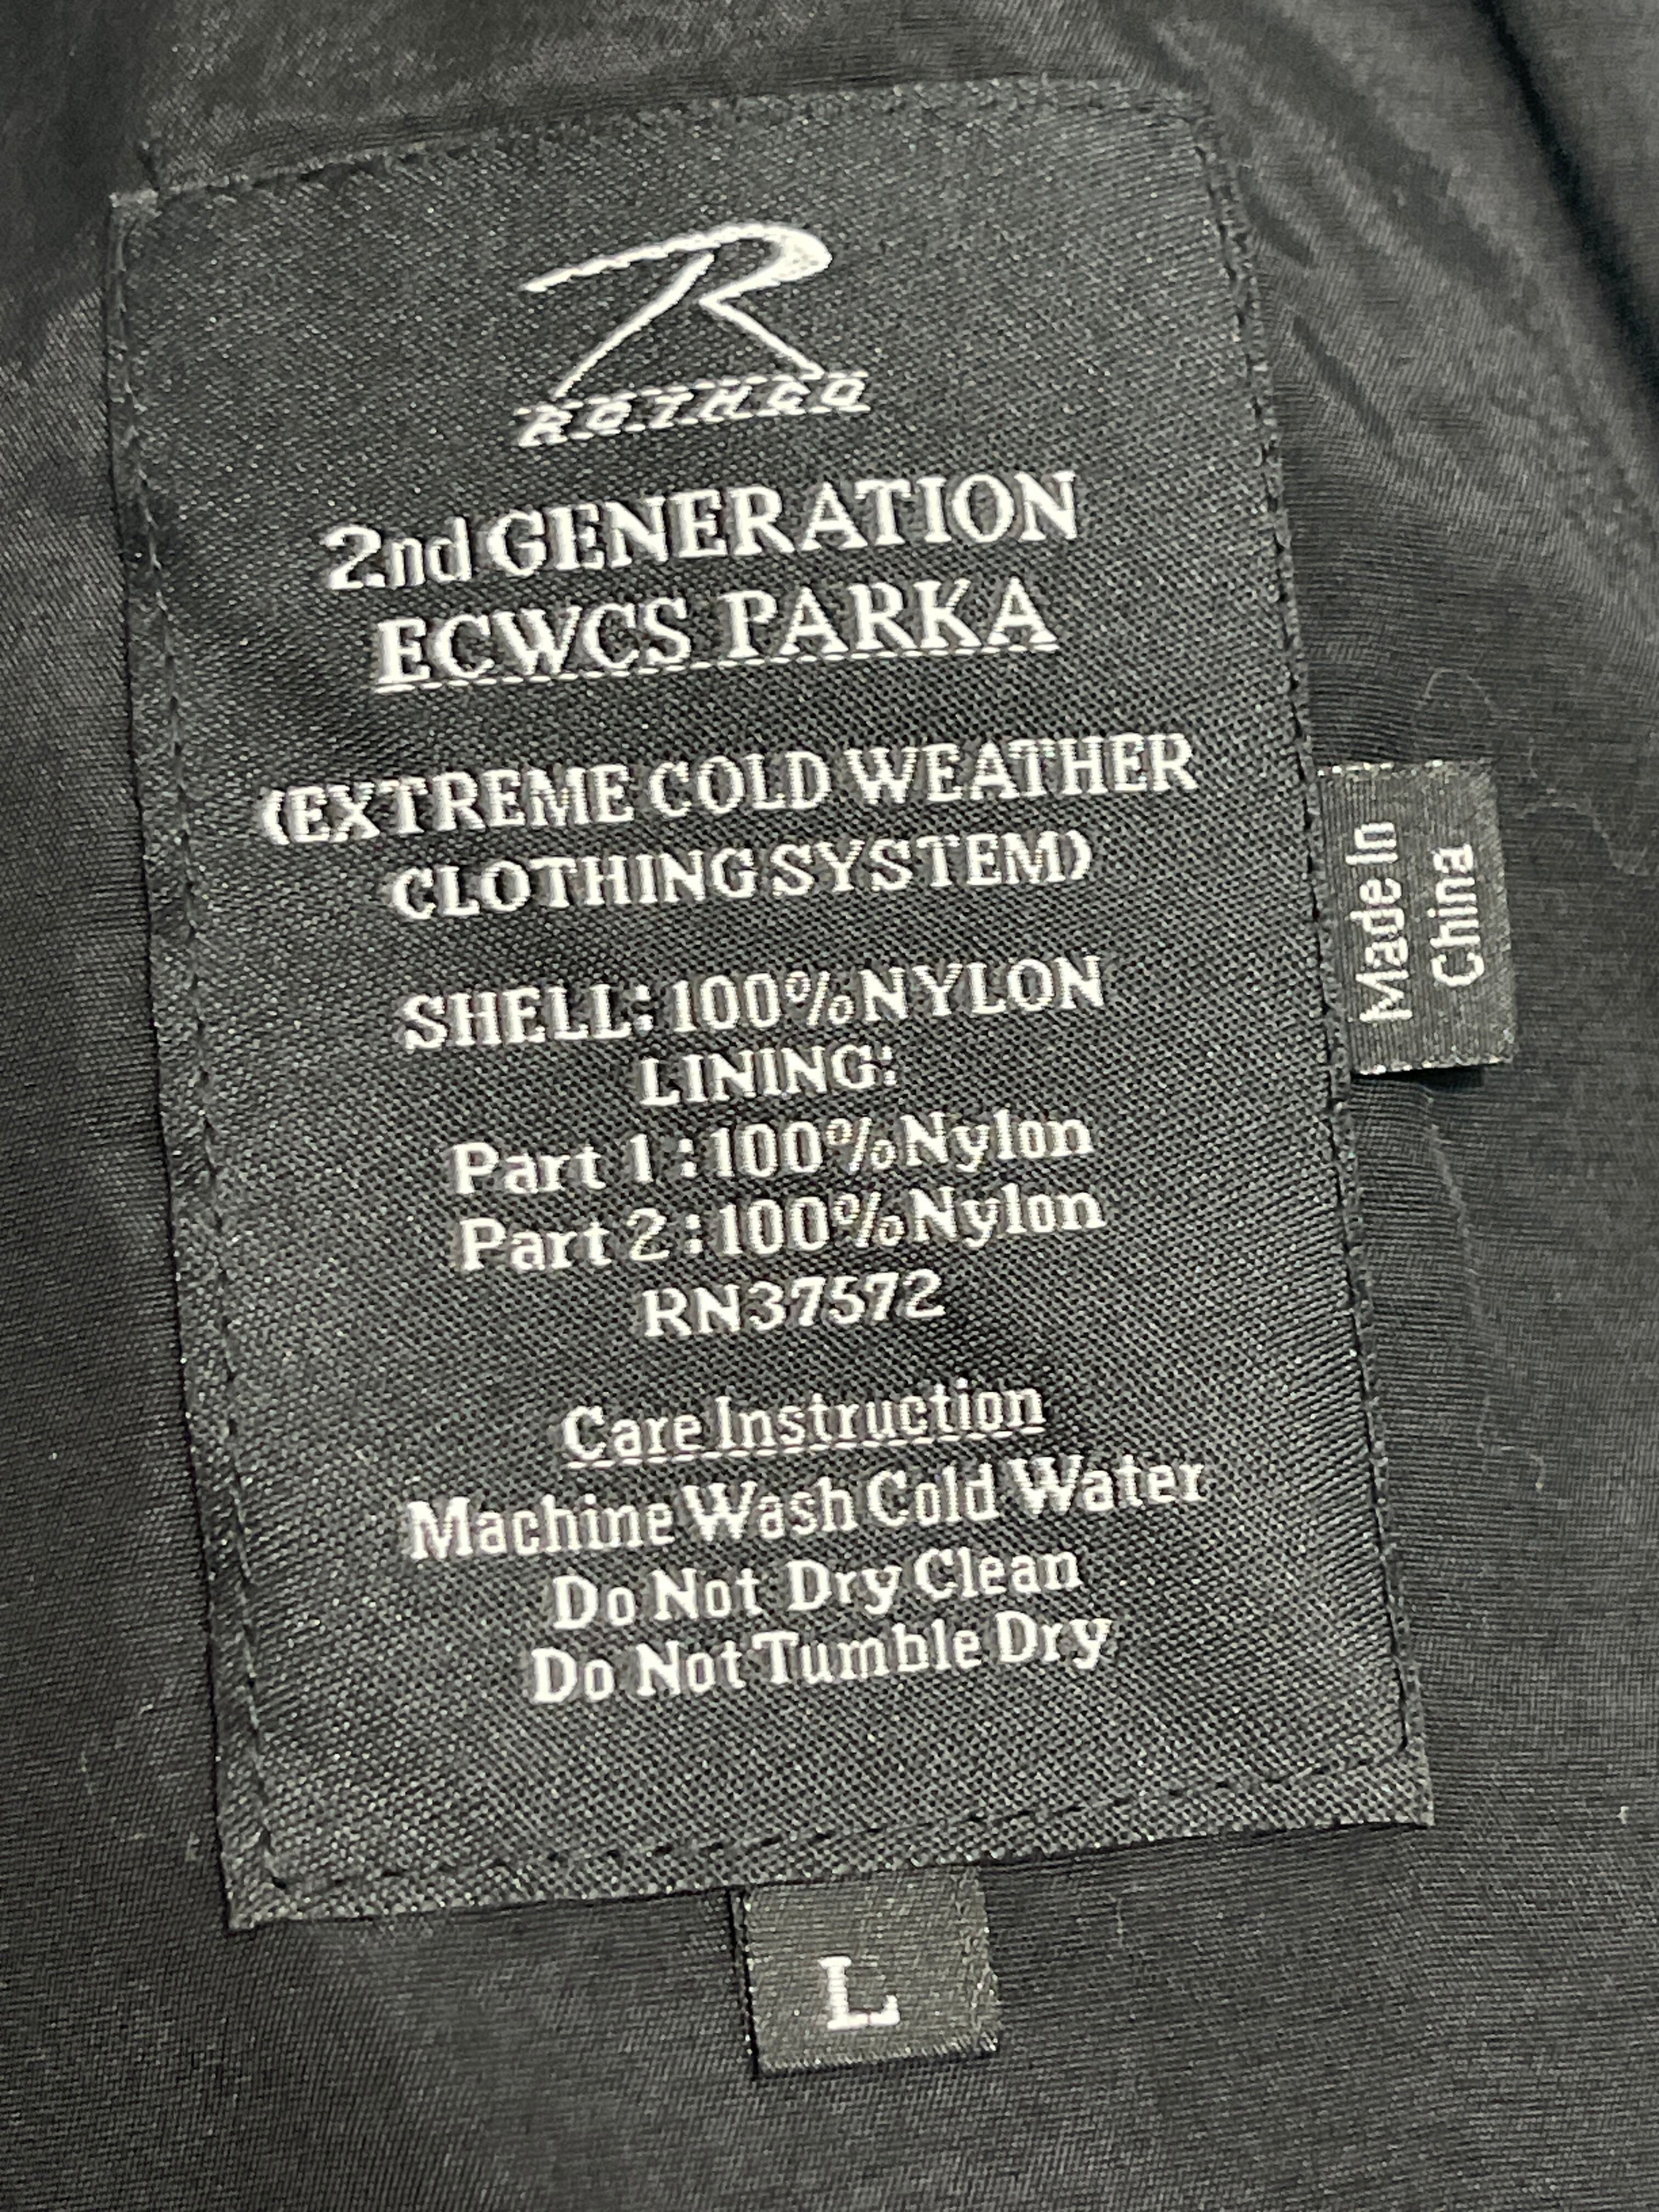 R
ROTHCO
2nd GENERATION
ECWCS PARKA
(EXTREME COLD WEATHER
CLOTHING SYSTEM)
SHELL: 100% NYLON
LINING:
Part 1 : 100% Nylon
Part 2 : 100% Nylon
RN37572
Care Instruction
Machine Wash Cold Water
Do Not Dry Clean
Do Not Tumble Dry
Made In
China
L